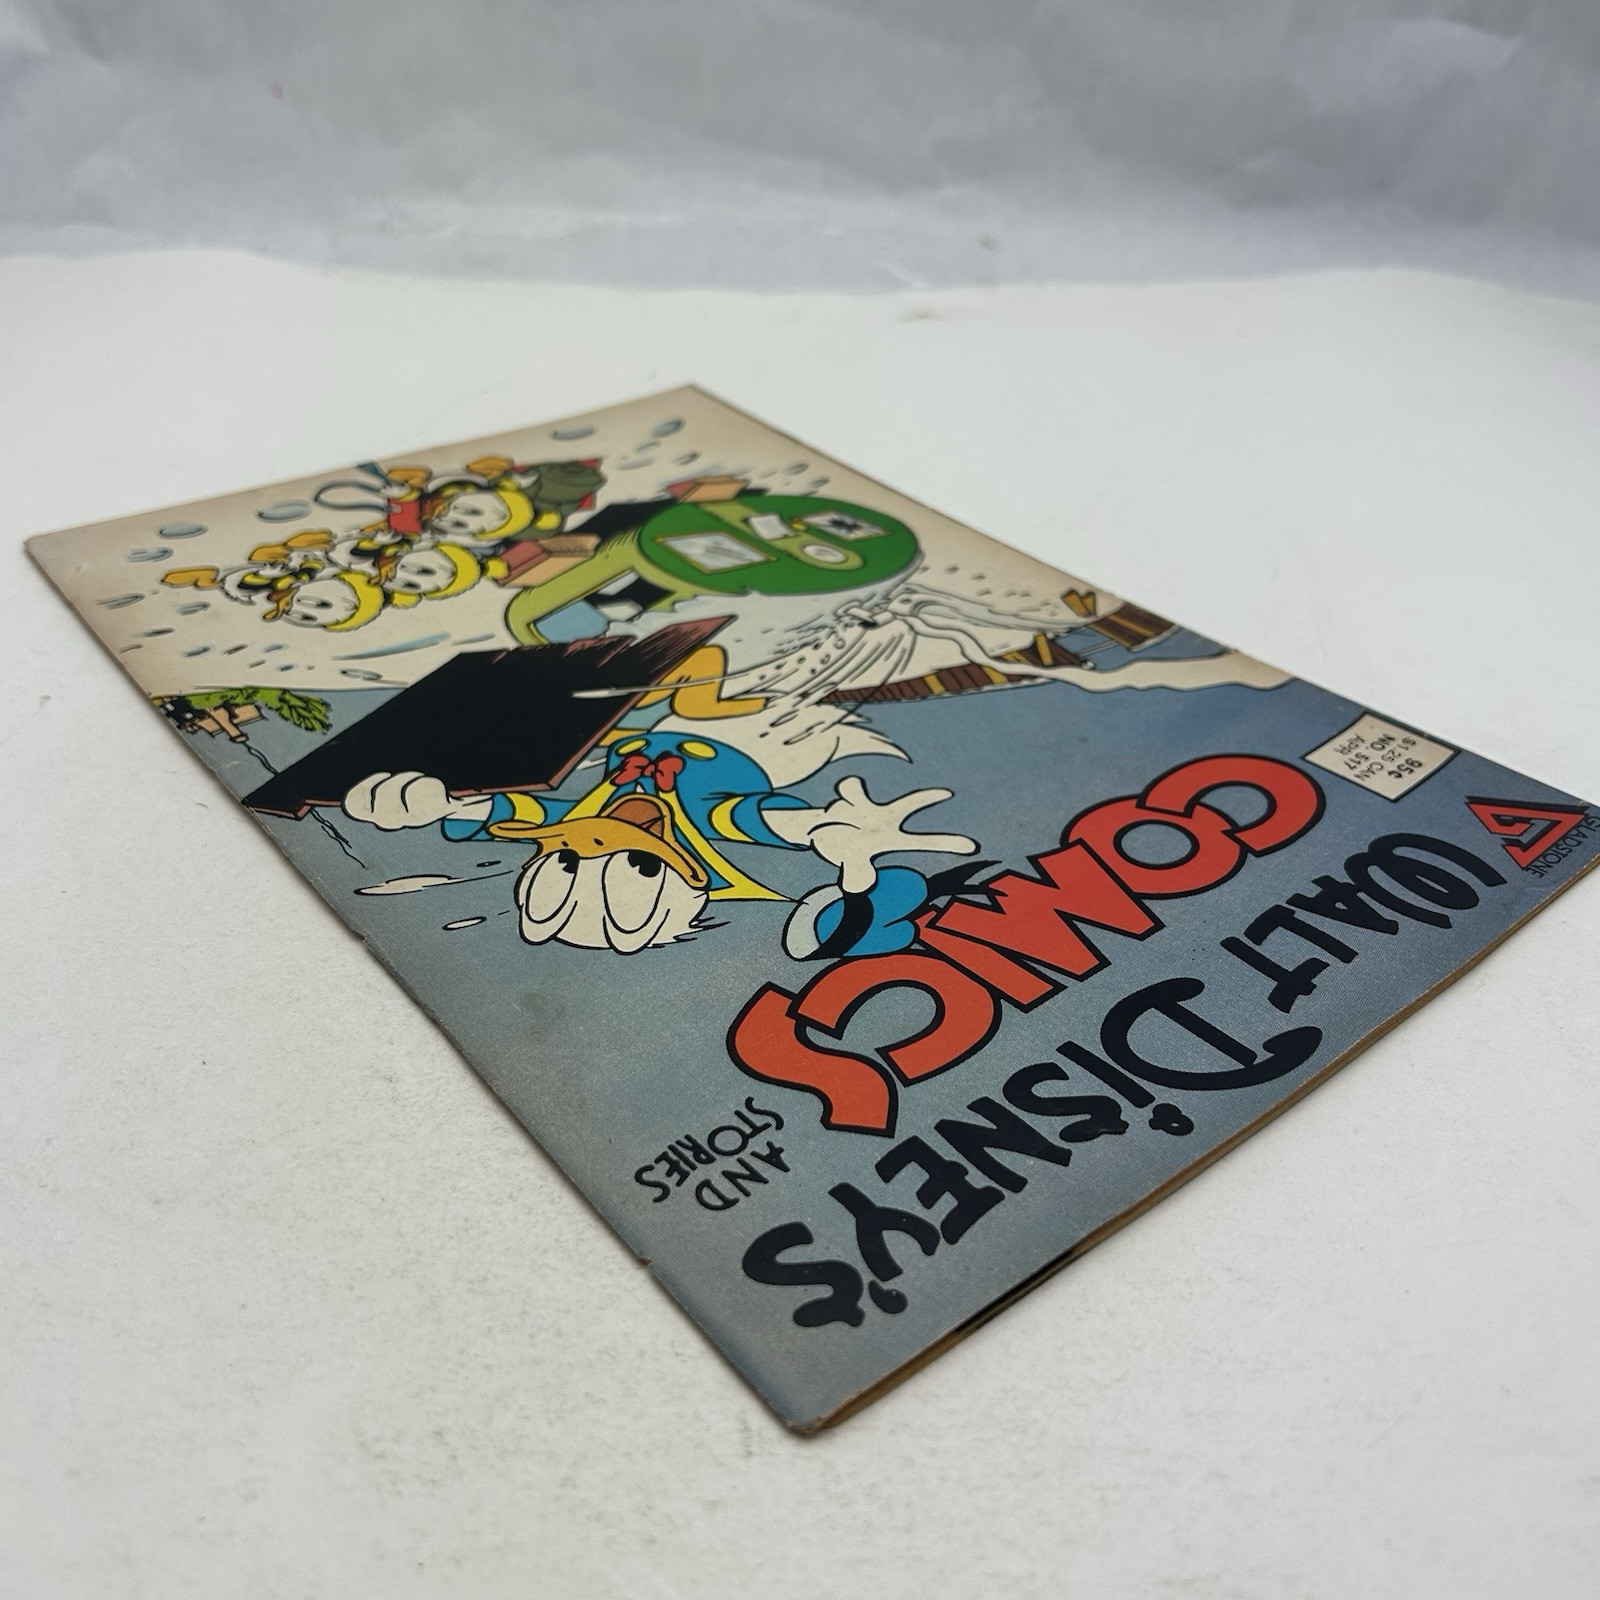 GLADSTONE
WALT DISNEY'S
COMICS
AND
STORIES
95¢
$1.25 CAN
NO. 517
APR